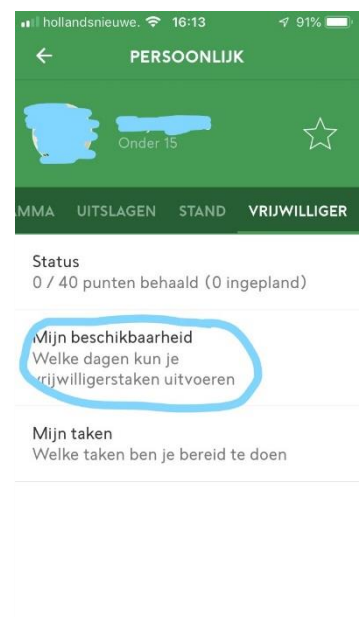 hollandsnieuwe. 16:13 91%
PERSOONLIJK
Onder 15
MMA UITSLAGEN STAND VRIJWILLIGER
Status
0 / 40 punten behaald (0 ingepland)
Mijn beschikbaarheid
Welke dagen kun je
vrijwilligerstaken uitvoeren
Mijn taken
Welke taken ben je bereid te doen